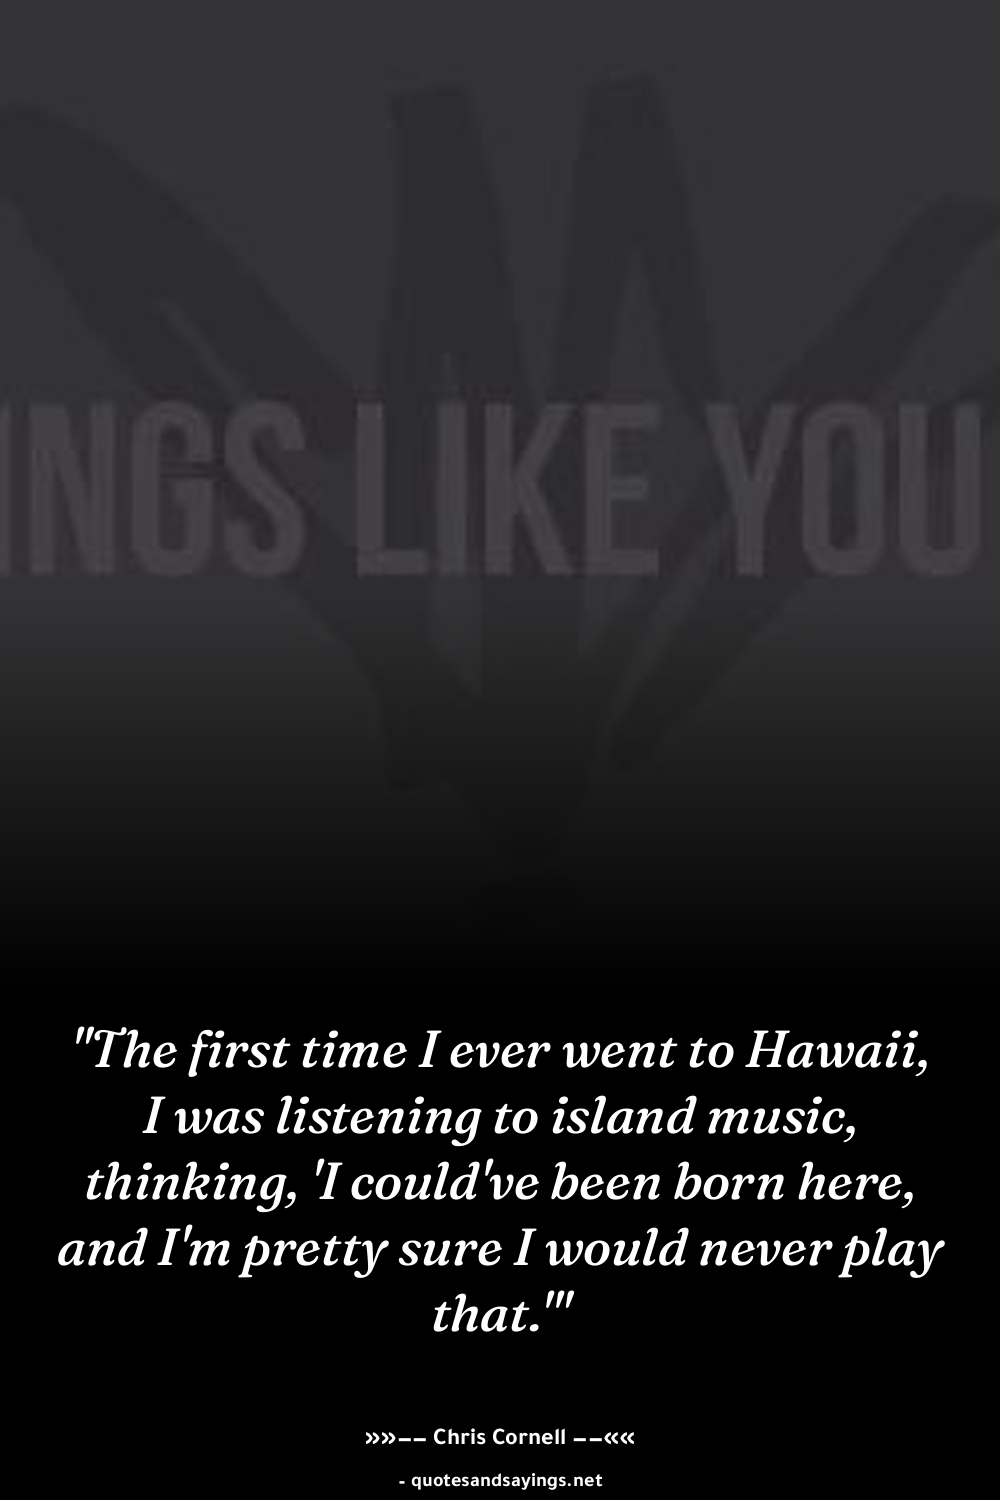 INGS LIKE YOU
"The first time I ever went to Hawaii,
I was listening to island music,
thinking, 'I could've been born here,
and I'm pretty sure I would never play
that.'"
»»−− Chris Cornell −−««
- quotesandsayings.net